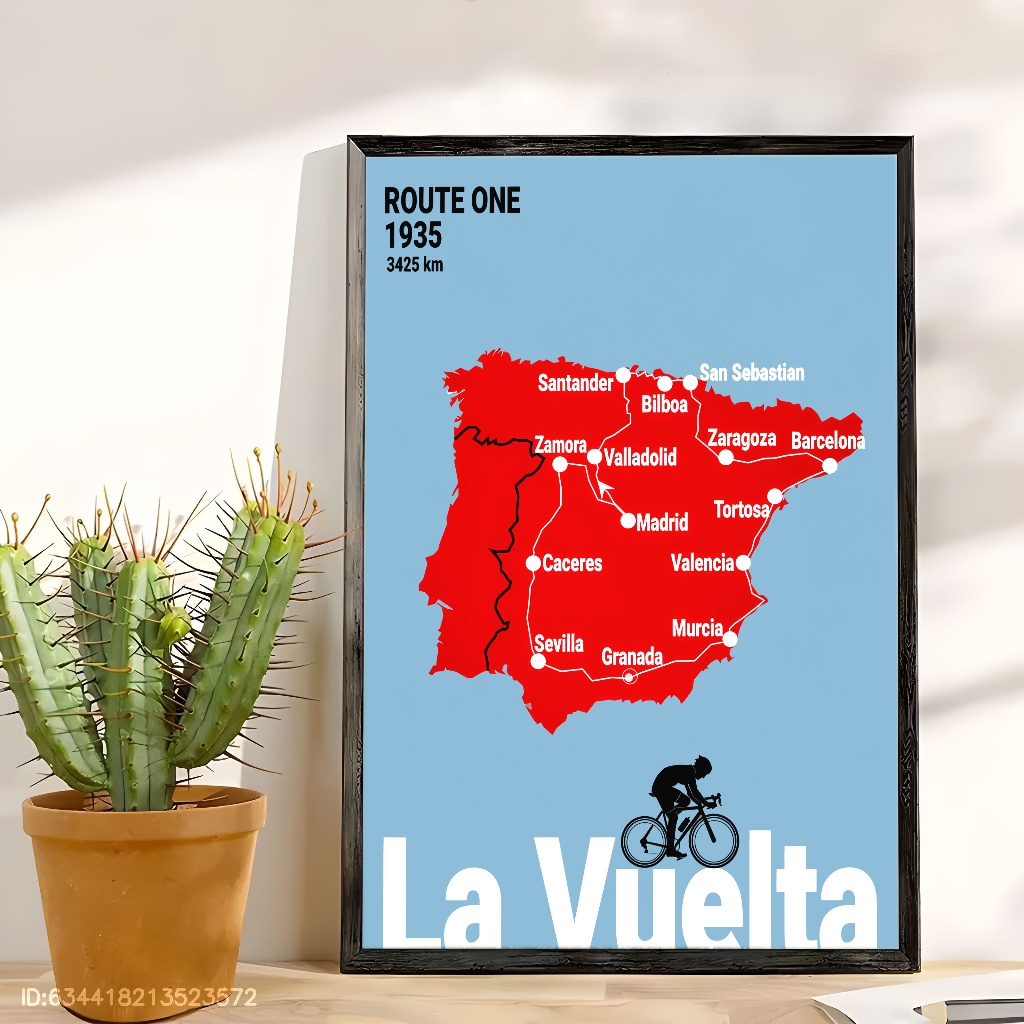 ROUTE ONE
1935
3425 km
Santander
San Sebastian
Bilboa
Zamora
Valladolid
Zaragoza
Barcelona
Tortosa
Madrid
Caceres
Valencia
Murcia
Sevilla
Granada
La Vuelta
ID:634418213523572